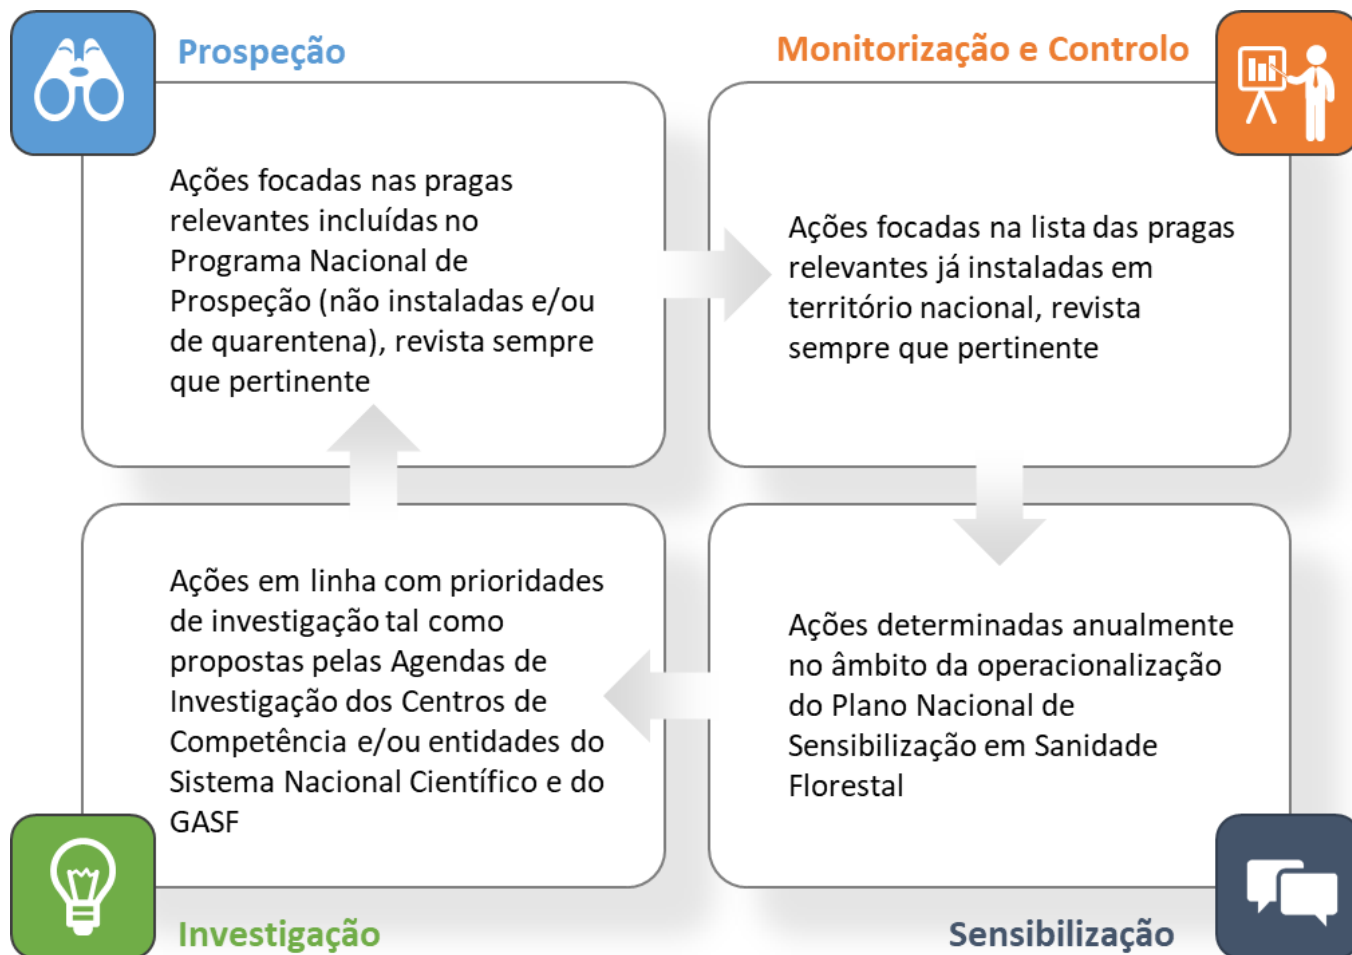 Prospeção
Ações focadas nas pragas
relevantes incluídas no
Programa Nacional de
Prospeção (não instaladas e/ou
de quarentena), revista sempre
que pertinente
Monitorização e Controlo
Ações focadas na lista das pragas
relevantes já instaladas em
território nacional, revista
sempre que pertinente
Ações em linha com prioridades
de investigação tal como
propostas pelas Agendas de
Investigação dos Centros de
Competência e/ou entidades do
Sistema Nacional Científico e do
GASF
Investigação
Ações determinadas anualmente
no âmbito da operacionalização
do Plano Nacional de
Sensibilização em Sanidade
Florestal
Sensibilização